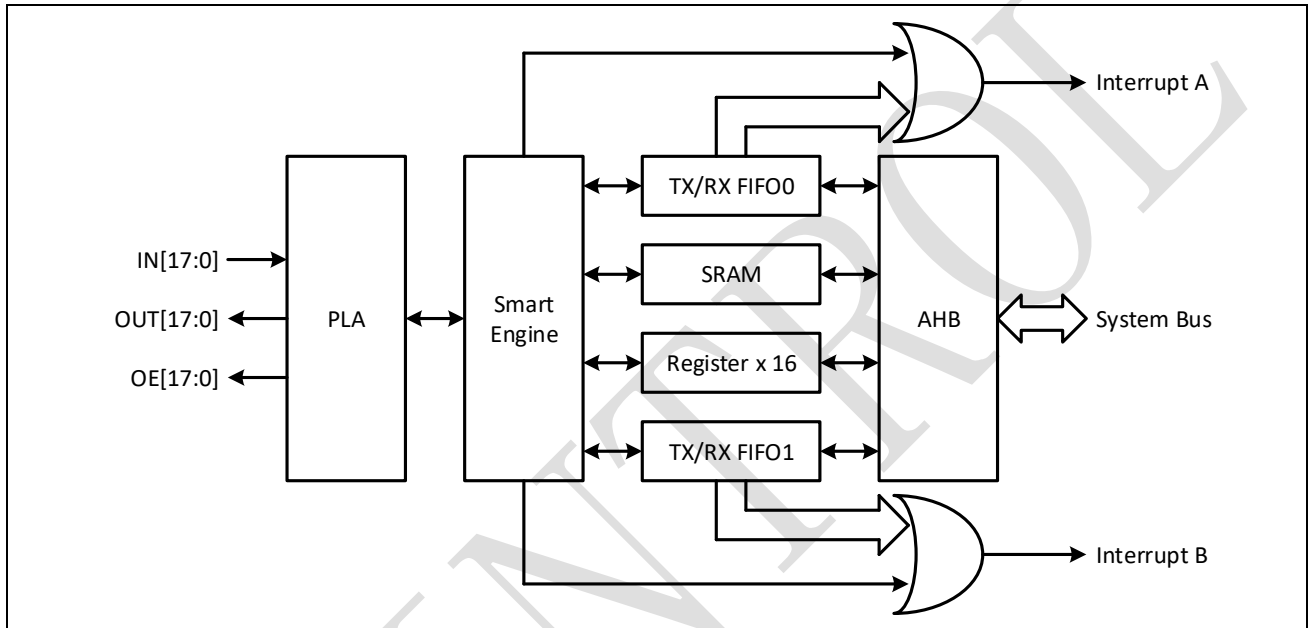 Interrupt A
TX/RX FIFO0
IN[17:0]
SRAM
OUT[17:0]
PLA
Smart
Engine
AHB
System Bus
Register x 16
OE[17:0]
TX/RX FIFO1
Interrupt B
NTROL